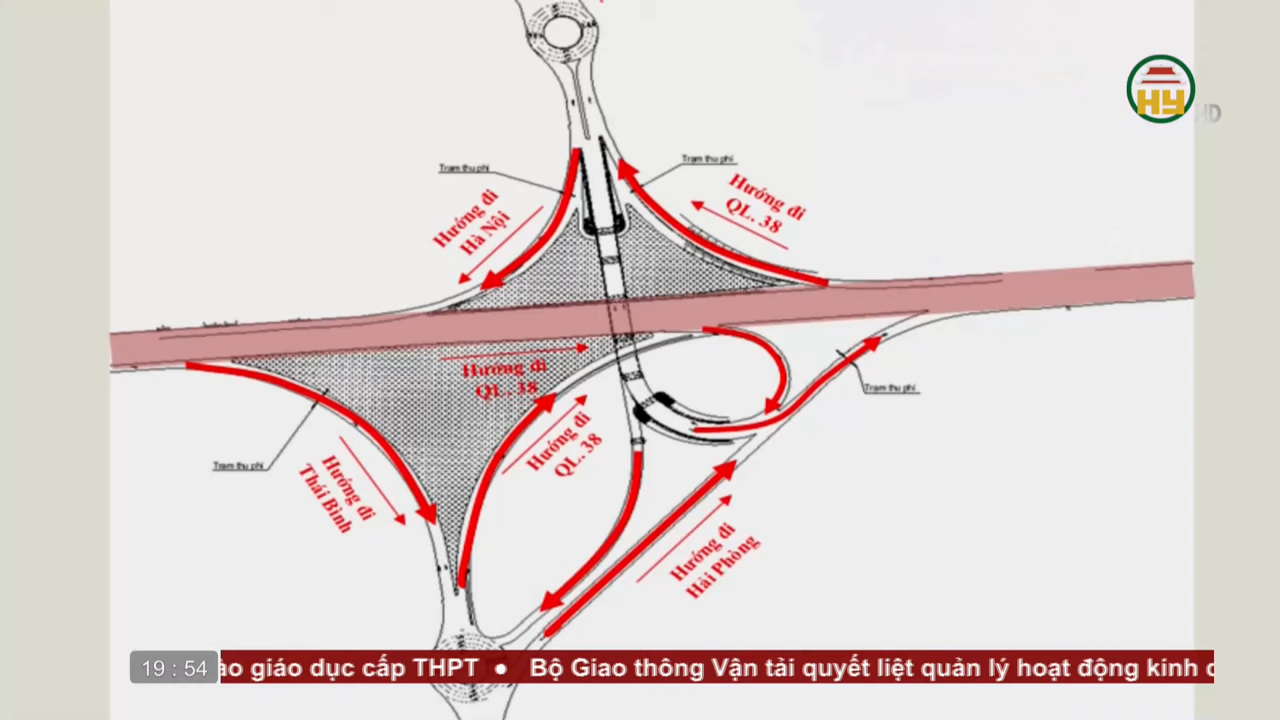 HY
HD
Trạm thu phí
Trạm thu phí
Hướng đi
Hà Nội
Hướng đi
QL. 38
Hướng đi
QL. 38
Trạm thu phí
Hướng đi
QL. 38
Trạm thu phí
Hướng đi
Thái Bình
Hướng đi
Hải Phòng
19 : 54
ào giáo dục cấp THPT ● Bộ Giao thông Vận tải quyết liệt quản lý hoạt động kinh